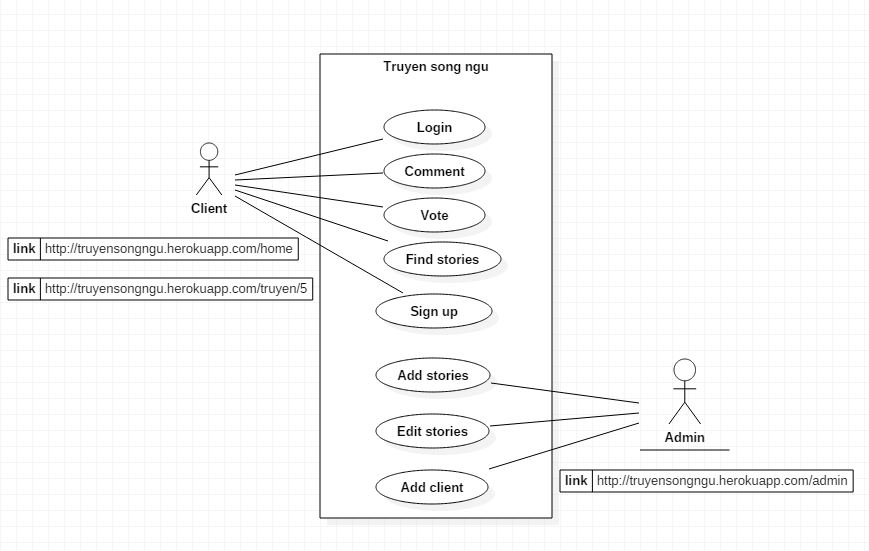 Truyen song ngu
Login
Comment
Vote
Find stories
Sign up
Client
link http://truyensongngu.herokuapp.com/home
link http://truyensongngu.herokuapp.com/truyen/5
Add stories
Edit stories
Add client
Admin
link http://truyensongngu.herokuapp.com/admin